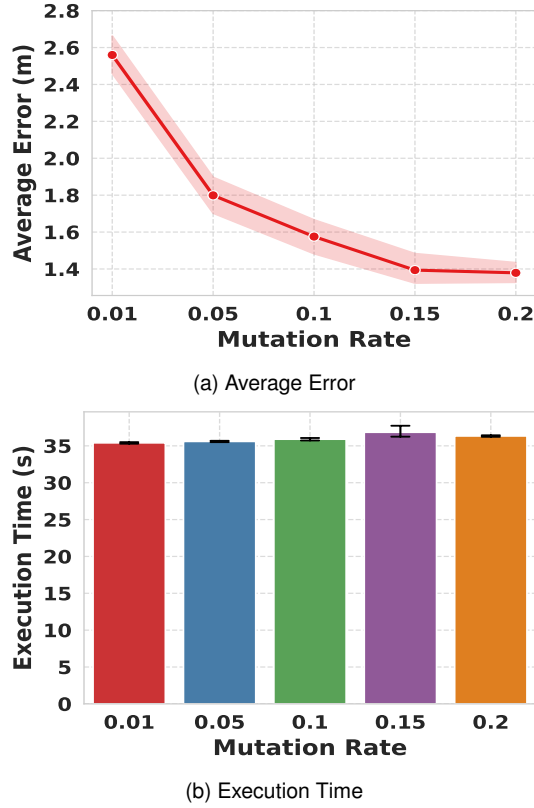 2.8
2.6
2.4
2.2
2.0
1.8
1.6
1.4
Average Error (m)
0.01 0.05 0.1 0.15 0.2
Mutation Rate
(a) Average Error
35
30
25
20
15
10
5
0
Execution Time (s)
0.01 0.05 0.1 0.15 0.2
Mutation Rate
(b) Execution Time